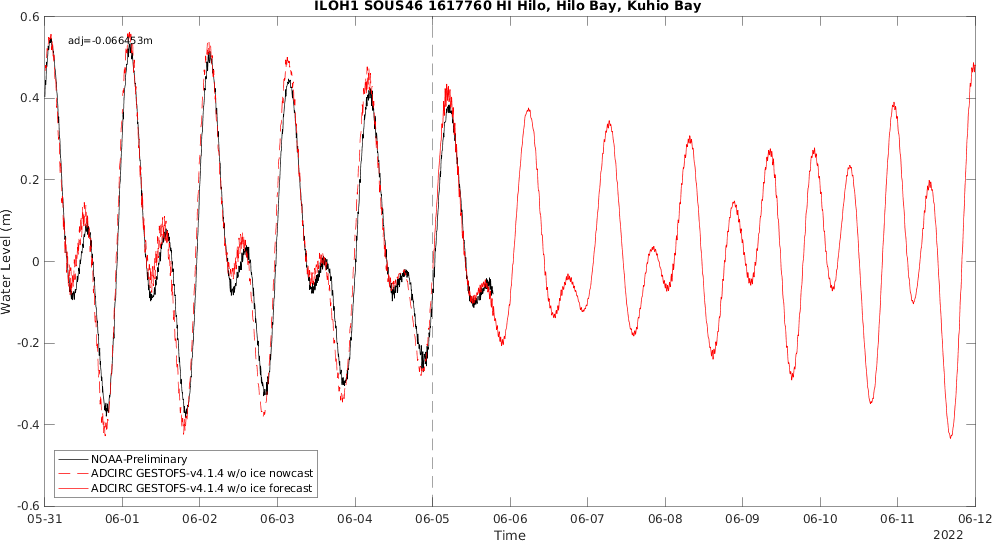 ILOH1 SOUS46 1617760 HI Hilo, Hilo Bay, Kuhio Bay
adj=-0.066453m
0.6
0.4
0.2
0
-0.2
-0.4
-0.6
Water Level (m)
NOAA-Preliminary
ADCIRC GESTOFS-v4.1.4 w/o ice nowcast
ADCIRC GESTOFS-v4.1.4 w/o ice forecast
05-31 06-01 06-02 06-03 06-04 06-05 06-06 06-07 06-08 06-09 06-10 06-11 06-12
Time
2022